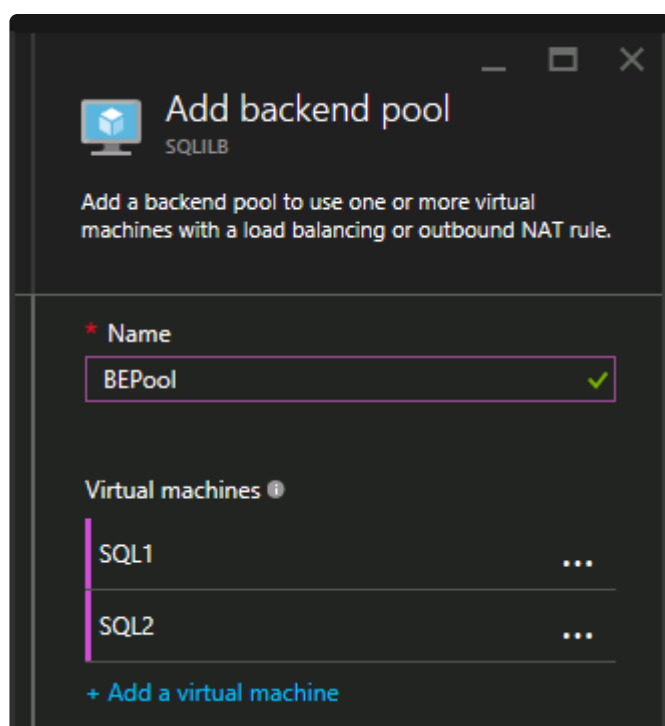 Add backend pool
SQLILB
Add a backend pool to use one or more virtual
machines with a load balancing or outbound NAT rule.
* Name
BEPool
Virtual machines
SQL1
...
SQL2
...
+ Add a virtual machine